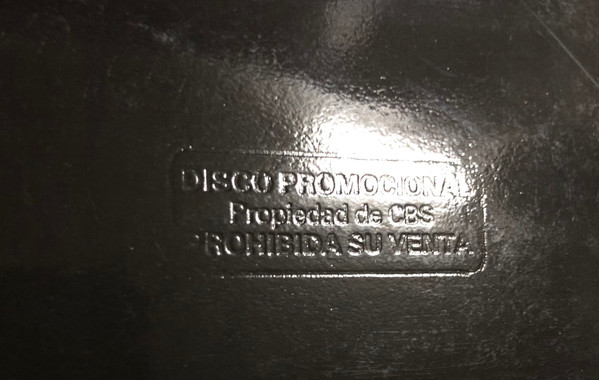 DISCO PROMOCIONAL
Propiedad de CBS
PROHIBIDA SU VENTA